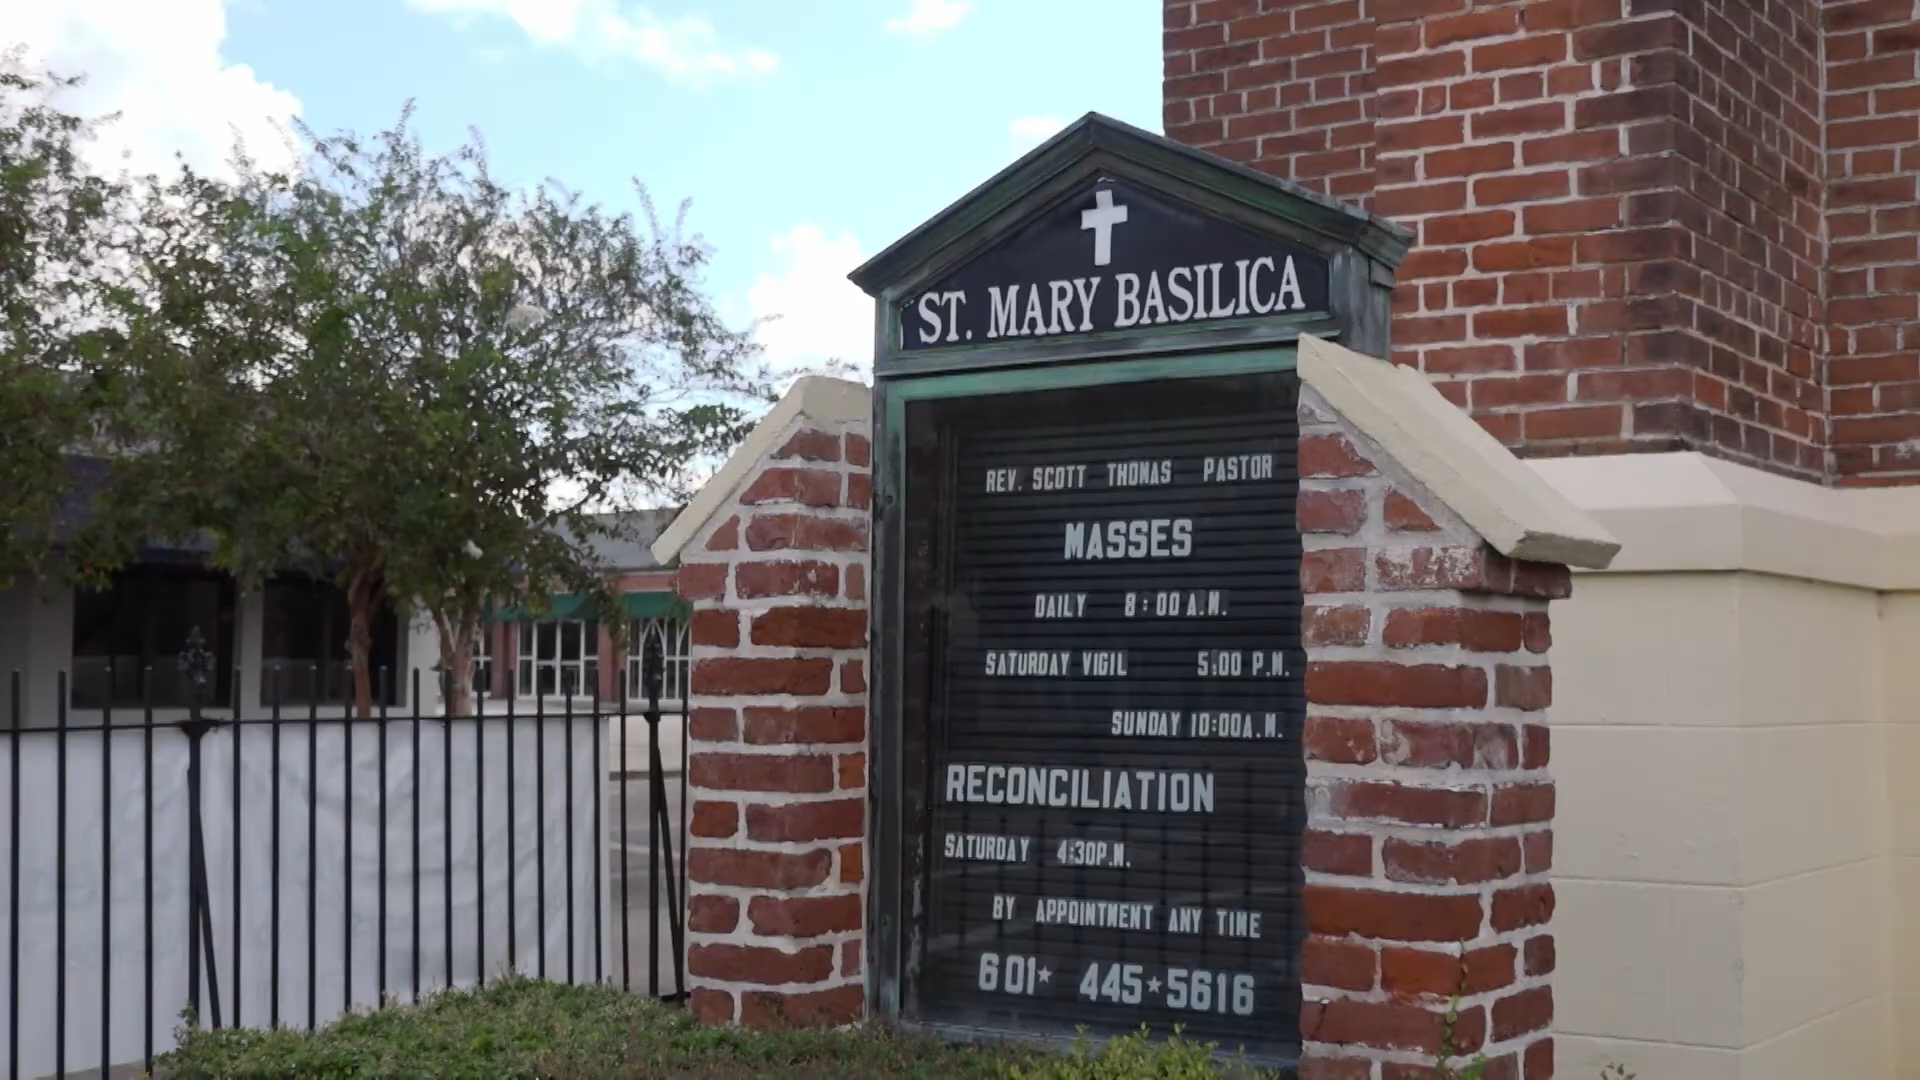 ST. MARY BASILICA
REV. SCOTT THOMAS PASTOR
MASSES
DAILY 8:00 A.M.
SATURDAY VIGIL 5:00 P.M.
SUNDAY 10:00A.M.
RECONCILIATION
SATURDAY 4:30P.M.
BY APPOINTMENT ANY TIME
601★ 445★5616